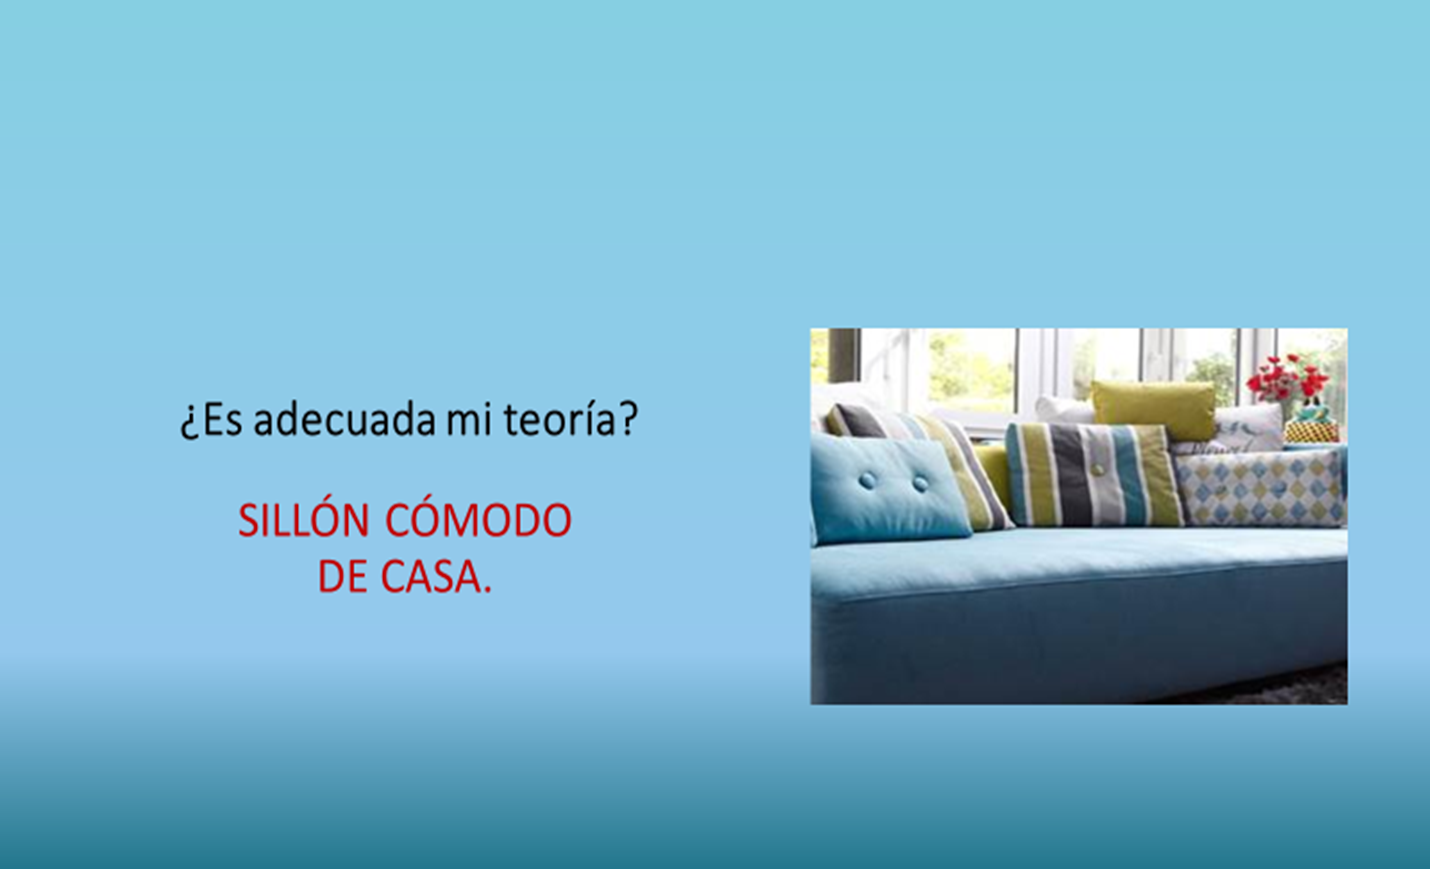 ¿Es adecuada mi teoría?
SILLÓN CÓMODO
DE CASA.